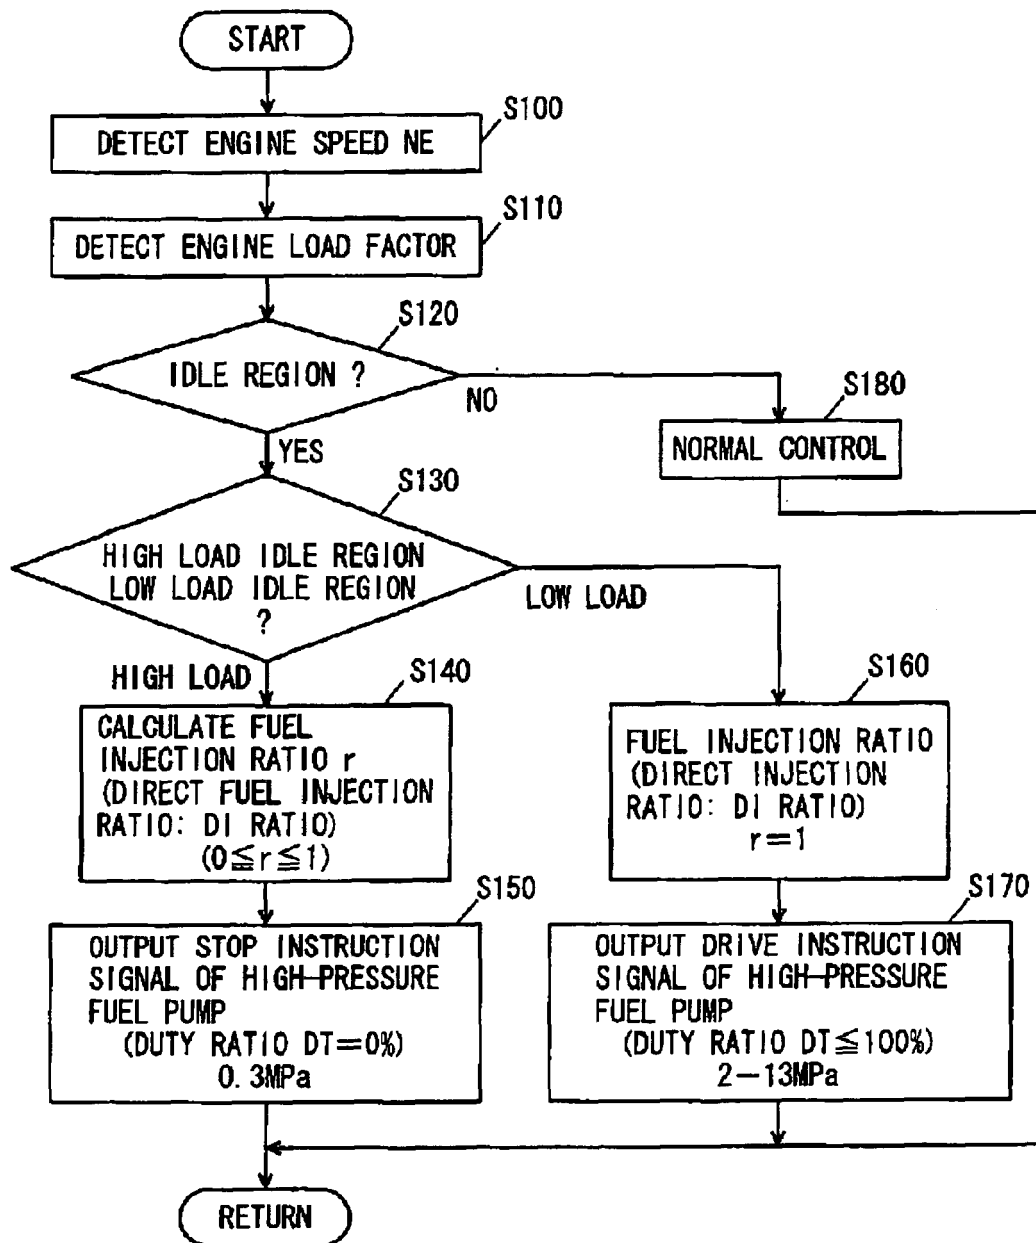 START
S100
DETECT ENGINE SPEED NE
S110
DETECT ENGINE LOAD FACTOR
S120
IDLE REGION ?
NO
YES
S180
NORMAL CONTROL
S130
HIGH LOAD IDLE REGION
LOW LOAD IDLE REGION
?
LOW LOAD
HIGH LOAD
S140
CALCULATE FUEL
INJECTION RATIO r
(DIRECT FUEL INJECTION
RATIO: DI RATIO)
(0≦r≦1)
S160
FUEL INJECTION RATIO
(DIRECT INJECTION
RATIO: DI RATIO)
r=1
S150
OUTPUT STOP INSTRUCTION
SIGNAL OF HIGH-PRESSURE
FUEL PUMP
(DUTY RATIO DT=0%)
0.3MPa
S170
OUTPUT DRIVE INSTRUCTION
SIGNAL OF HIGH-PRESSURE
FUEL PUMP
(DUTY RATIO DT≦100%)
2-13MPa
RETURN